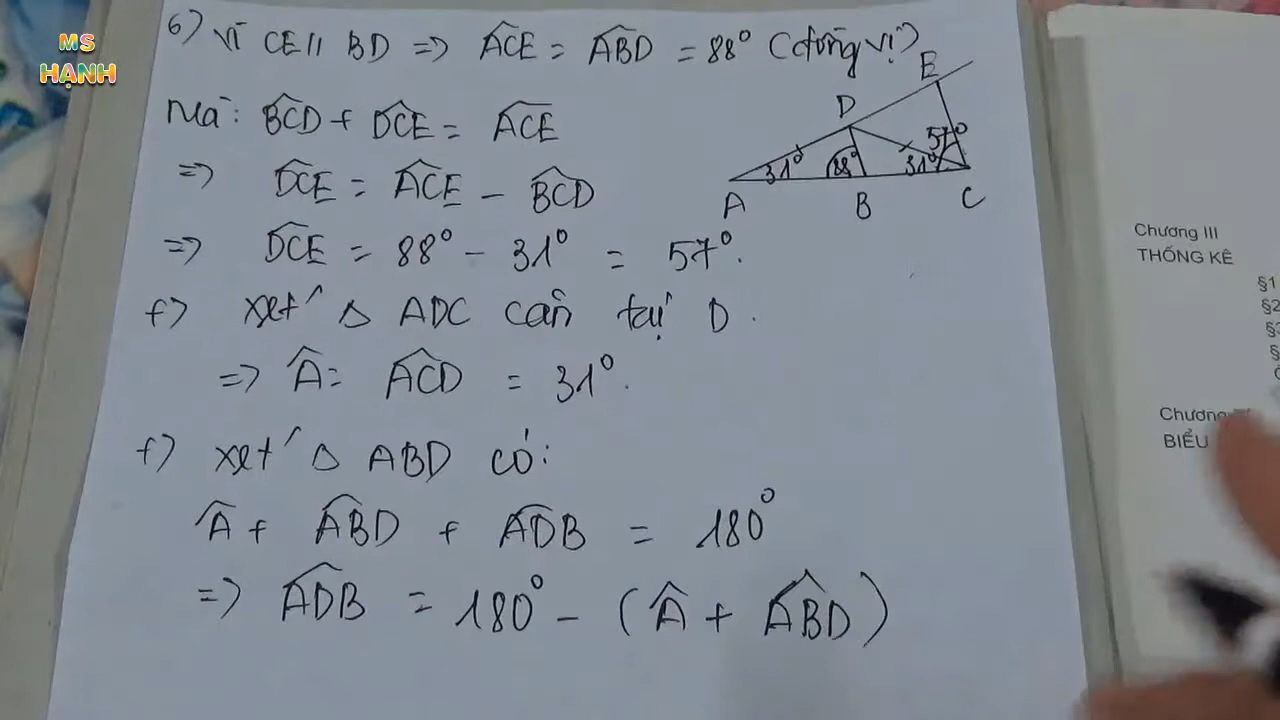 MS
HẠNH
6) Vì CE // BD => ACE = ABD = 88° (đồng vị)
Mà: BCD + DCE = ACE
=> DCE = ACE - BCD
=> DCE = 88° - 31° = 57°.
+) Xét Δ ADC cân tại D.
=> A = ACD = 31°.
+) Xét Δ ABD có:
A + ABD + ADB = 180°
=> ADB = 180° - (A + ABD)
E
D
57°
31° 88° 31°
A B C
Chương III
THỐNG KÊ
§1
§2
Chương
BIỂU